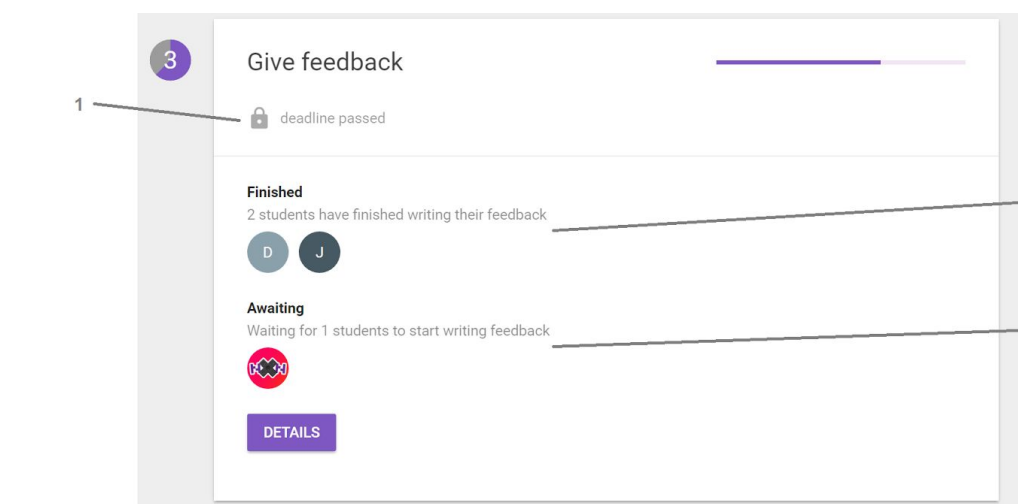 3
Give feedback
1
deadline passed
Finished
2 students have finished writing their feedback
D J
Awaiting
Waiting for 1 students to start writing feedback
DETAILS